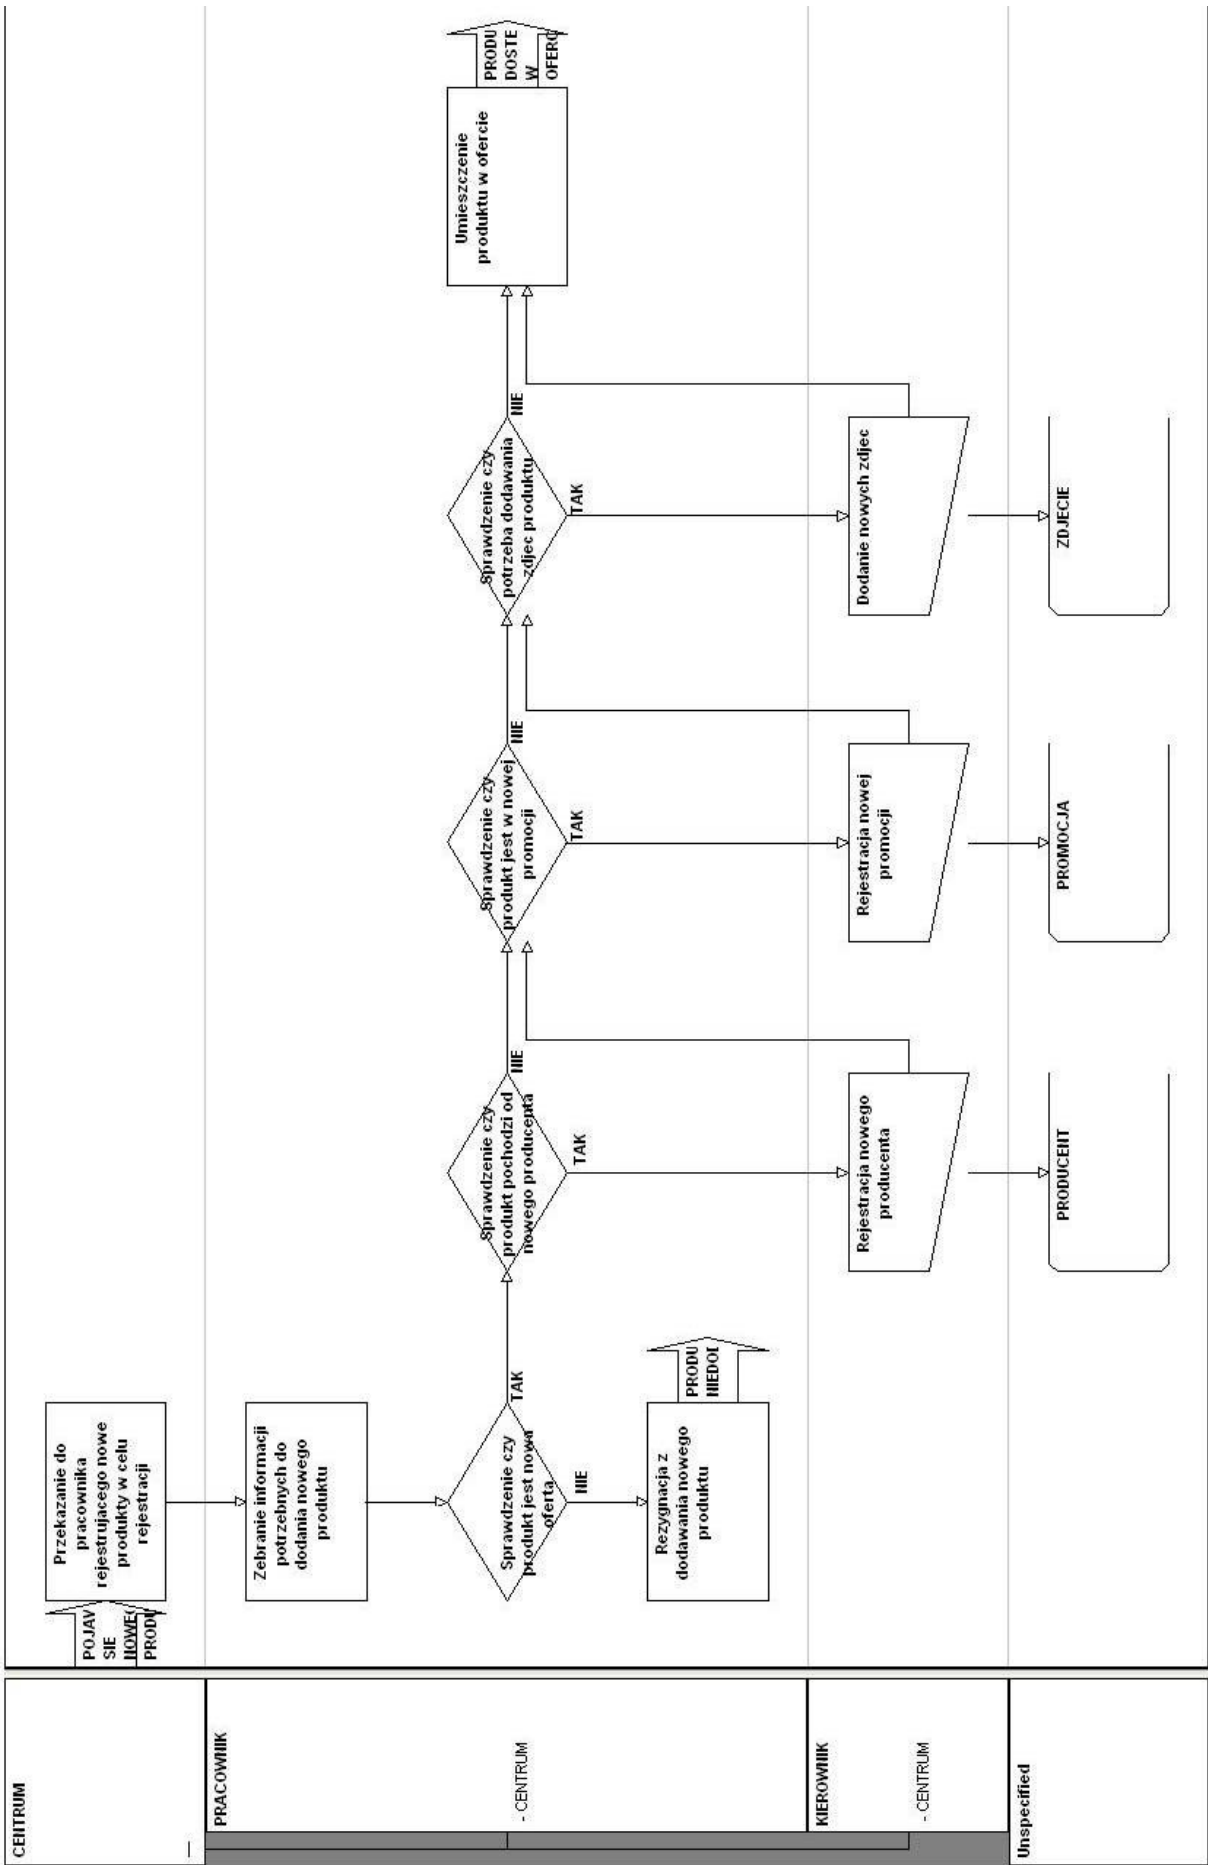 CENTRUM
PRACOWNIK
- CENTRUM
KIEROWNIK
- CENTRUM
Unspecified
POJAW
SIE
NOWEG
PRODU
Przekazanie do
pracownika
rejestrujacego nowe
produkty w celu
rejestracji
Zebranie informacji
potrzebnych do
dodania nowego
produktu
Sprawdzenie czy
produkt jest nowa
oferta
TAK
NIE
Rezygnacja z
dodawania nowego
produktu
PRODU
NIEDOD
Sprawdzenie czy
produkt pochodzi od
nowego producenta
NIE
TAK
Rejestracja nowego
producenta
PRODUCENT
Sprawdzenie czy
produkt jest w nowej
promocji
NIE
TAK
Rejestracja nowej
promocji
PROMOCJA
Sprawdzenie czy
potrzeba dodawania
zdjec produktu
NIE
TAK
Dodanie nowych zdjec
ZDJECIE
Umieszczenie
produktu w ofercie
PRODU
DOSTE
W
OFERC